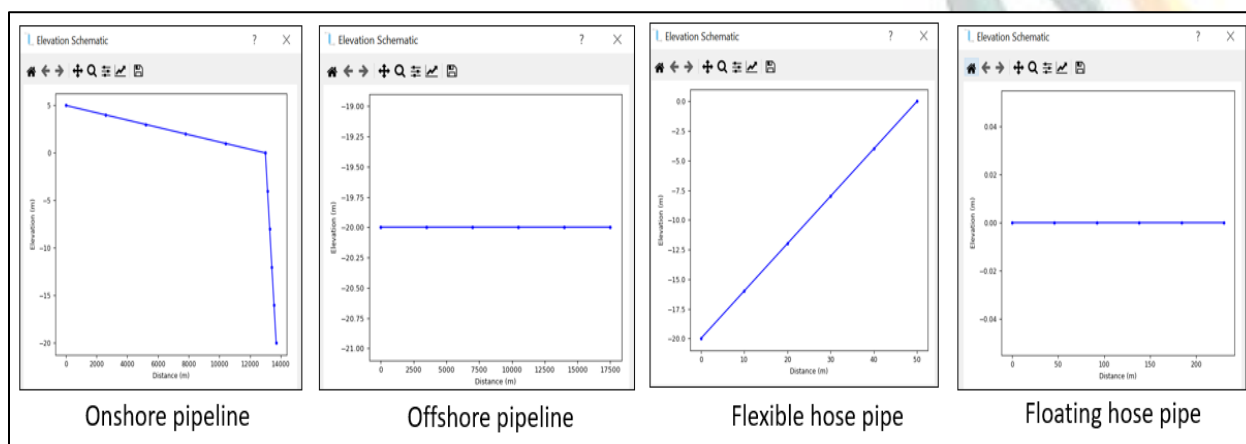 Elevation Schematic ? X
5
0
−5
−10
−15
−20
Elevation (m)
0 2000 4000 6000 8000 10000 12000 14000
Distance (m)
Onshore pipeline
Elevation Schematic ? X
−19.00
−19.25
−19.50
−19.75
−20.00
−20.25
−20.50
−20.75
−21.00
Elevation (m)
0 2500 5000 7500 10000 12500 15000 17500
Distance (m)
Offshore pipeline
Elevation Schematic ? X
0.0
−2.5
−5.0
−7.5
−10.0
−12.5
−15.0
−17.5
−20.0
Elevation (m)
0 10 20 30 40 50
Distance (m)
Flexible hose pipe
Elevation Schematic ? X
0.04
0.02
0.00
−0.02
−0.04
Elevation (m)
0 50 100 150 200
Distance (m)
Floating hose pipe